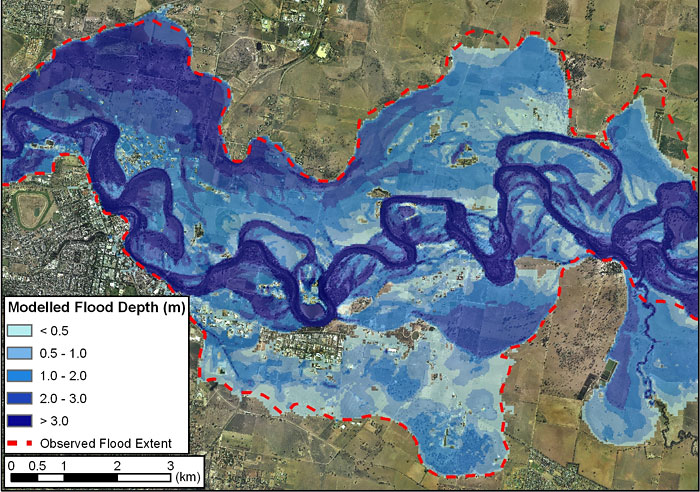 Modelled Flood Depth (m)
< 0.5
0.5 - 1.0
1.0 - 2.0
2.0 - 3.0
> 3.0
Observed Flood Extent
0 0.5 1 2 3
(km)